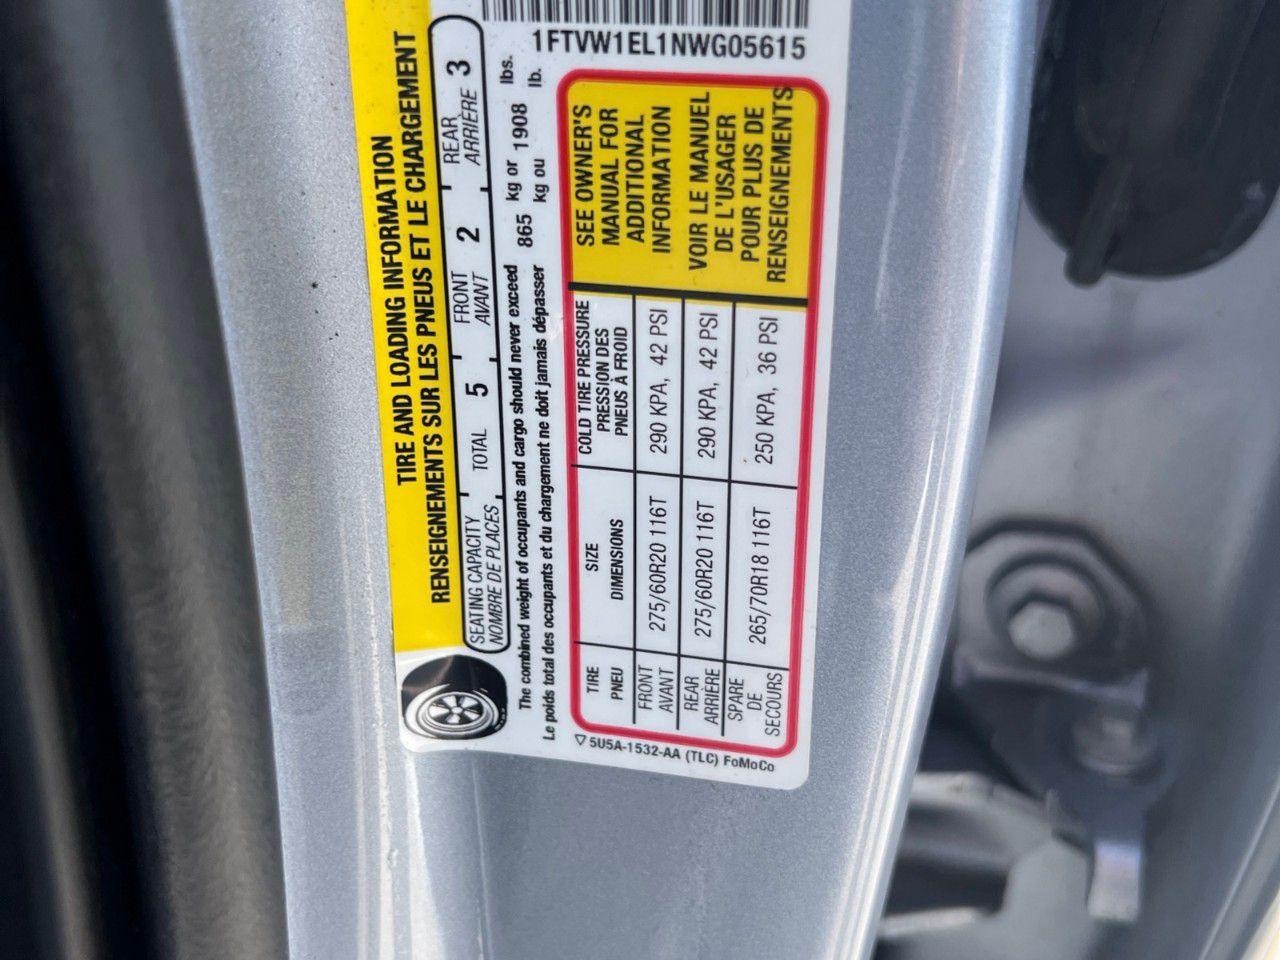 1FTVW1EL1NWG05615
TIRE AND LOADING INFORMATION
RENSEIGNEMENTS SUR LES PNEUS ET LE CHARGEMENT
SEATING CAPACITY TOTAL 5 FRONT 2 REAR 3
NOMBRE DE PLACES AVANT ARRIÈRE
The combined weight of occupants and cargo should never exceed 865 kg or 1908 lbs.
Le poids total des occupants et du chargement ne doit jamais dépasser kg ou lb.
TIRE SIZE COLD TIRE PRESSURE
PNEU DIMENSIONS PRESSION DES
PNEUS À FROID
FRONT 275/60R20 116T 290 KPA, 42 PSI
AVANT
REAR 275/60R20 116T 290 KPA, 42 PSI
ARRIÈRE
SPARE 265/70R18 116T 250 KPA, 36 PSI
DE
SECOURS
SEE OWNER'S
MANUAL FOR
ADDITIONAL
INFORMATION
VOIR LE MANUEL
DE L'USAGER
POUR PLUS DE
RENSEIGNEMENTS
5U5A-1532-AA (TLC) FoMoCo